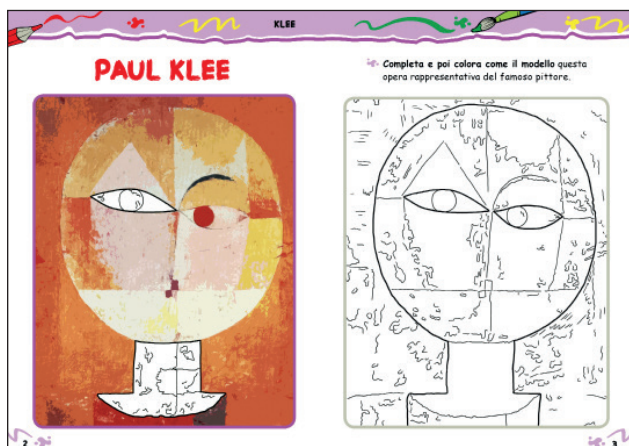 KLEE
PAUL KLEE
Completa e poi colora come il modello questa
opera rappresentativa del famoso pittore.
2
3